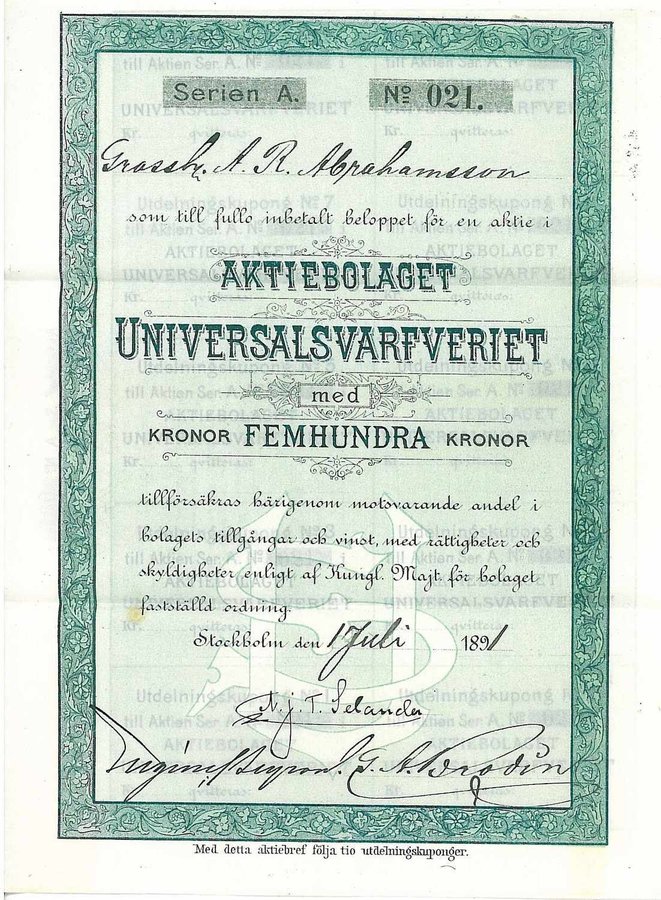 Serien A.
No 021.
Grossh. A. R. Abrahamsson
som till fullo inbetalt beloppet för en aktie i
AKTIEBOLAGET
UNIVERSALSVARFVERIET
med
KRONOR FEMHUNDRA KRONOR
tillförsäkras härigenom motsvarande andel i
bolagets tillgångar och vinst, med rättigheter och
skyldigheter enligt af Kungl. Maj:t för bolaget
fastställd ordning.
Stockholm den 1 Juli 1891
N. j. T. Selander
G. A. Brodin
Med detta aktiebref följa tio utdelningskuponger.